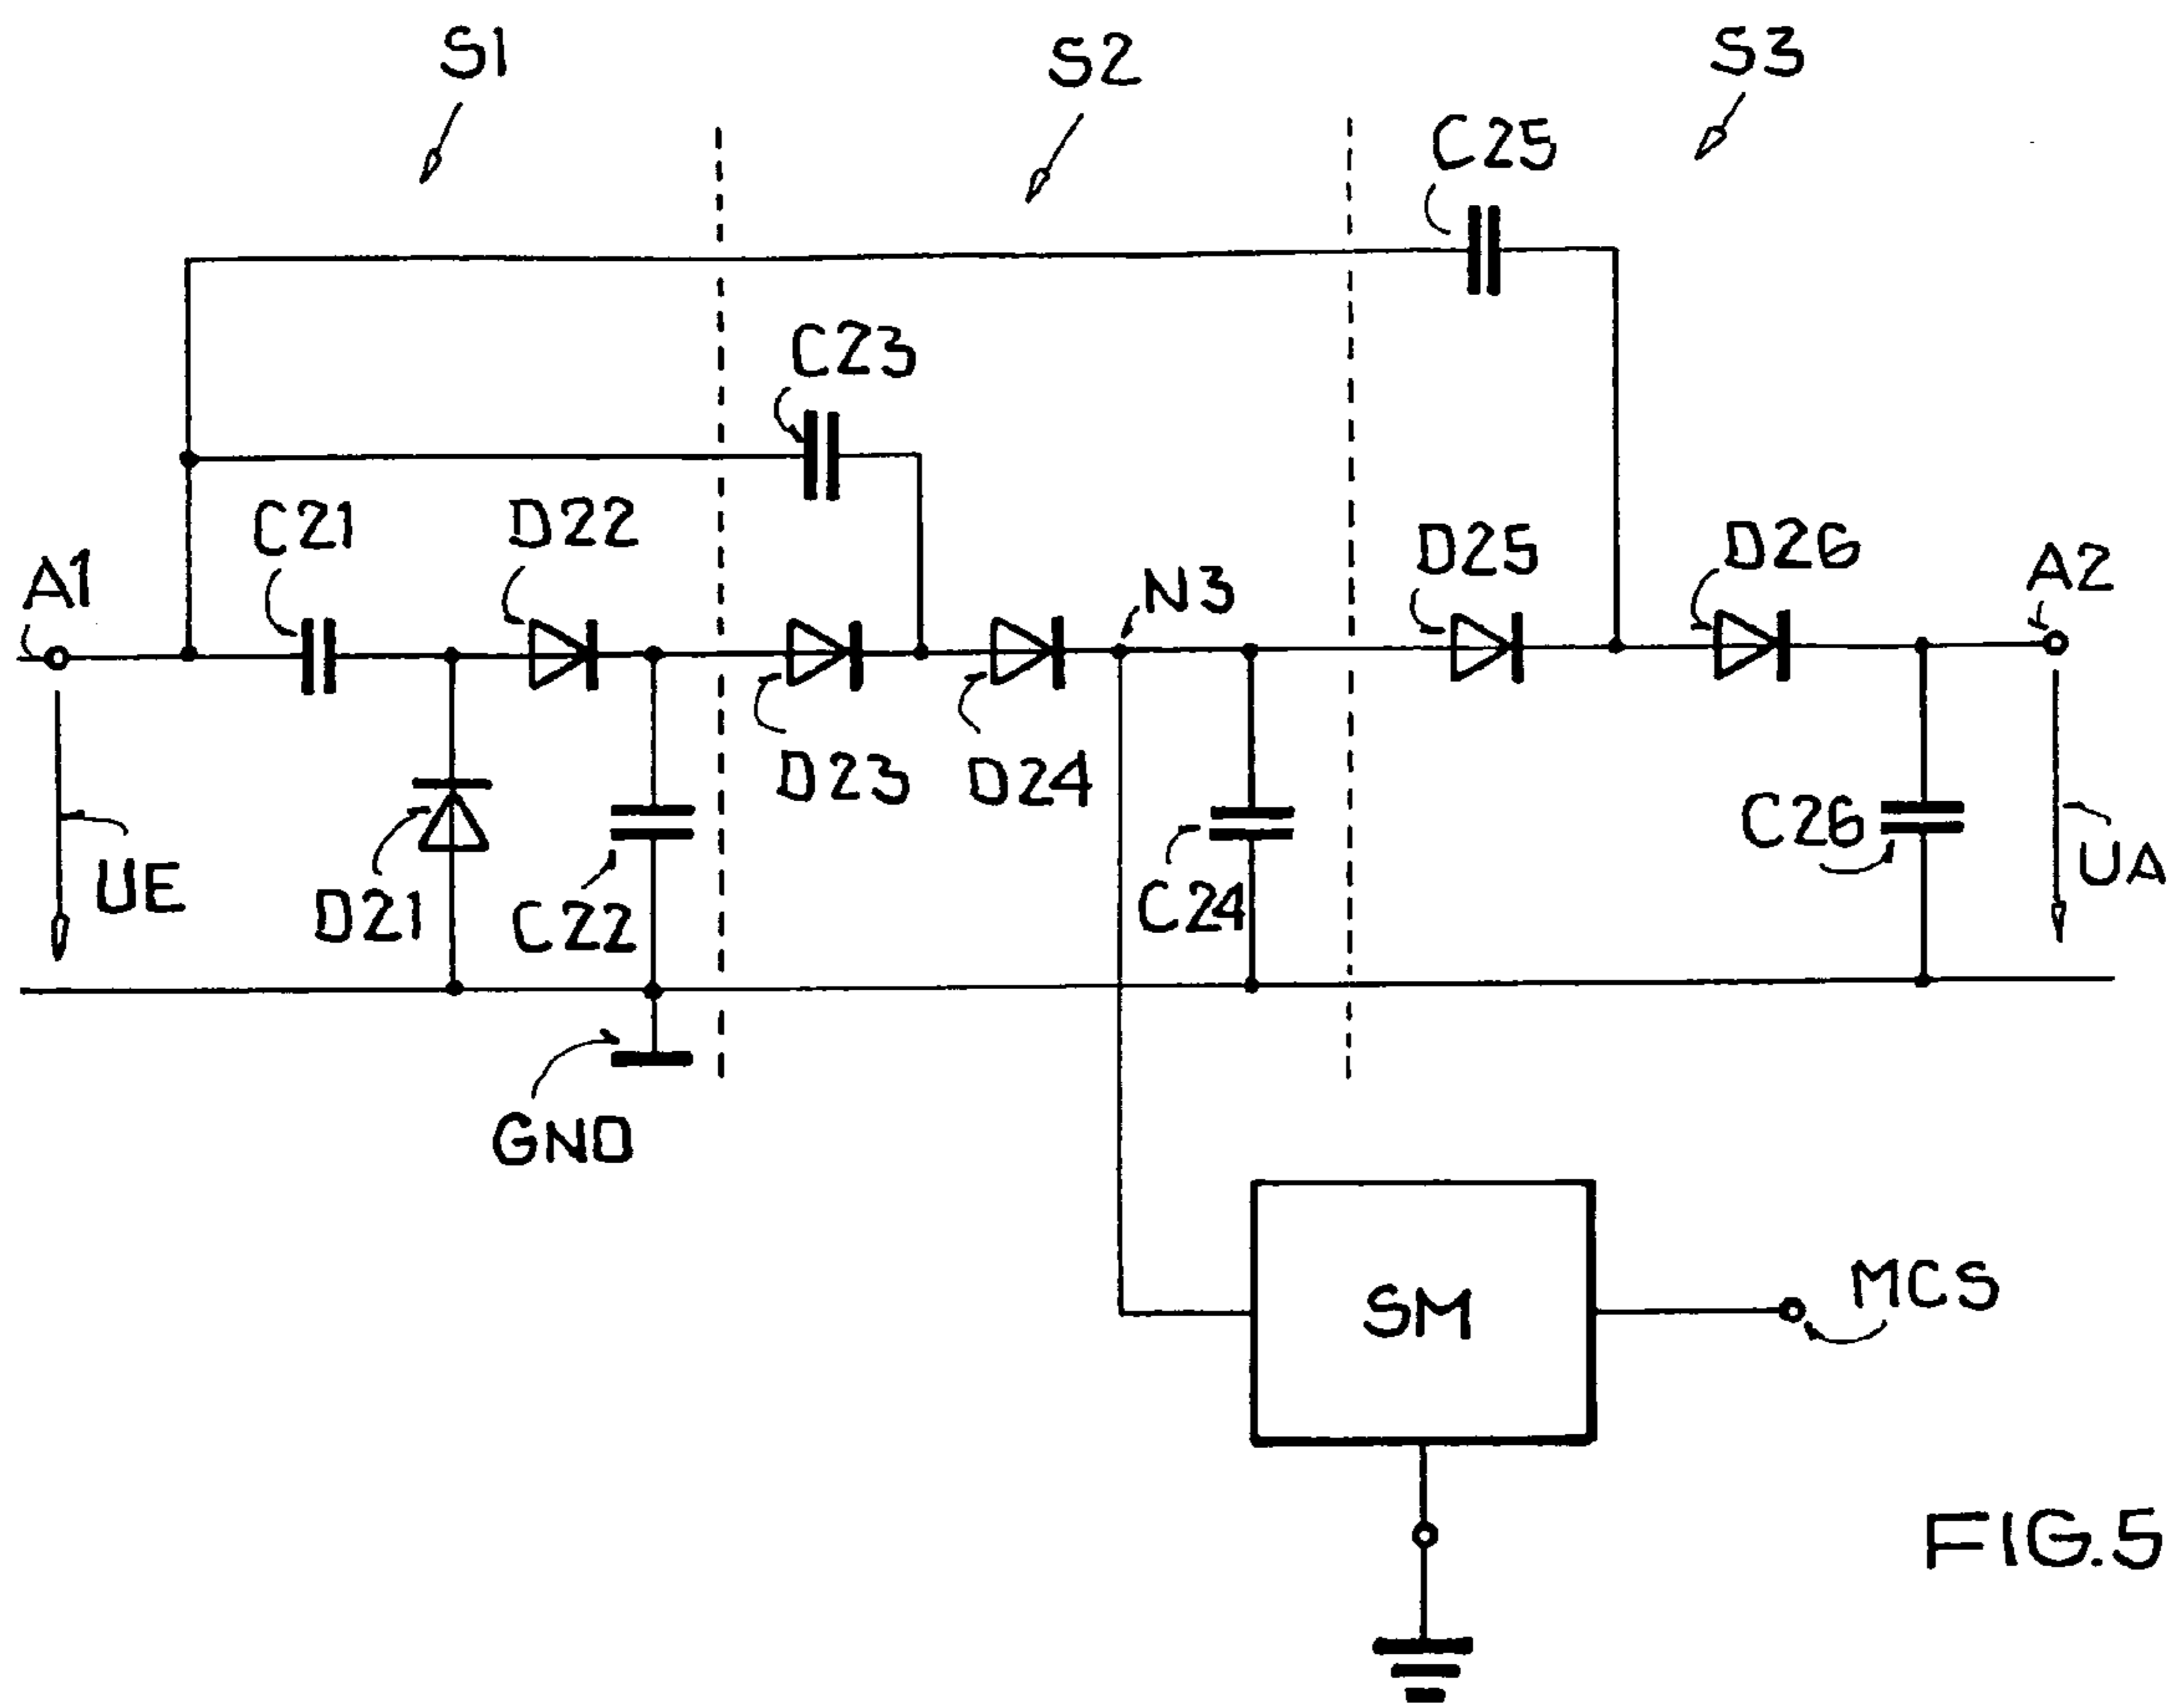 S1
S2
S3
C25
C23
C21
D22
D25
D26
A1
N3
A2
D23
D24
UE
D21
C22
C24
C26
UA
GND
SM
MCS
FIG.5